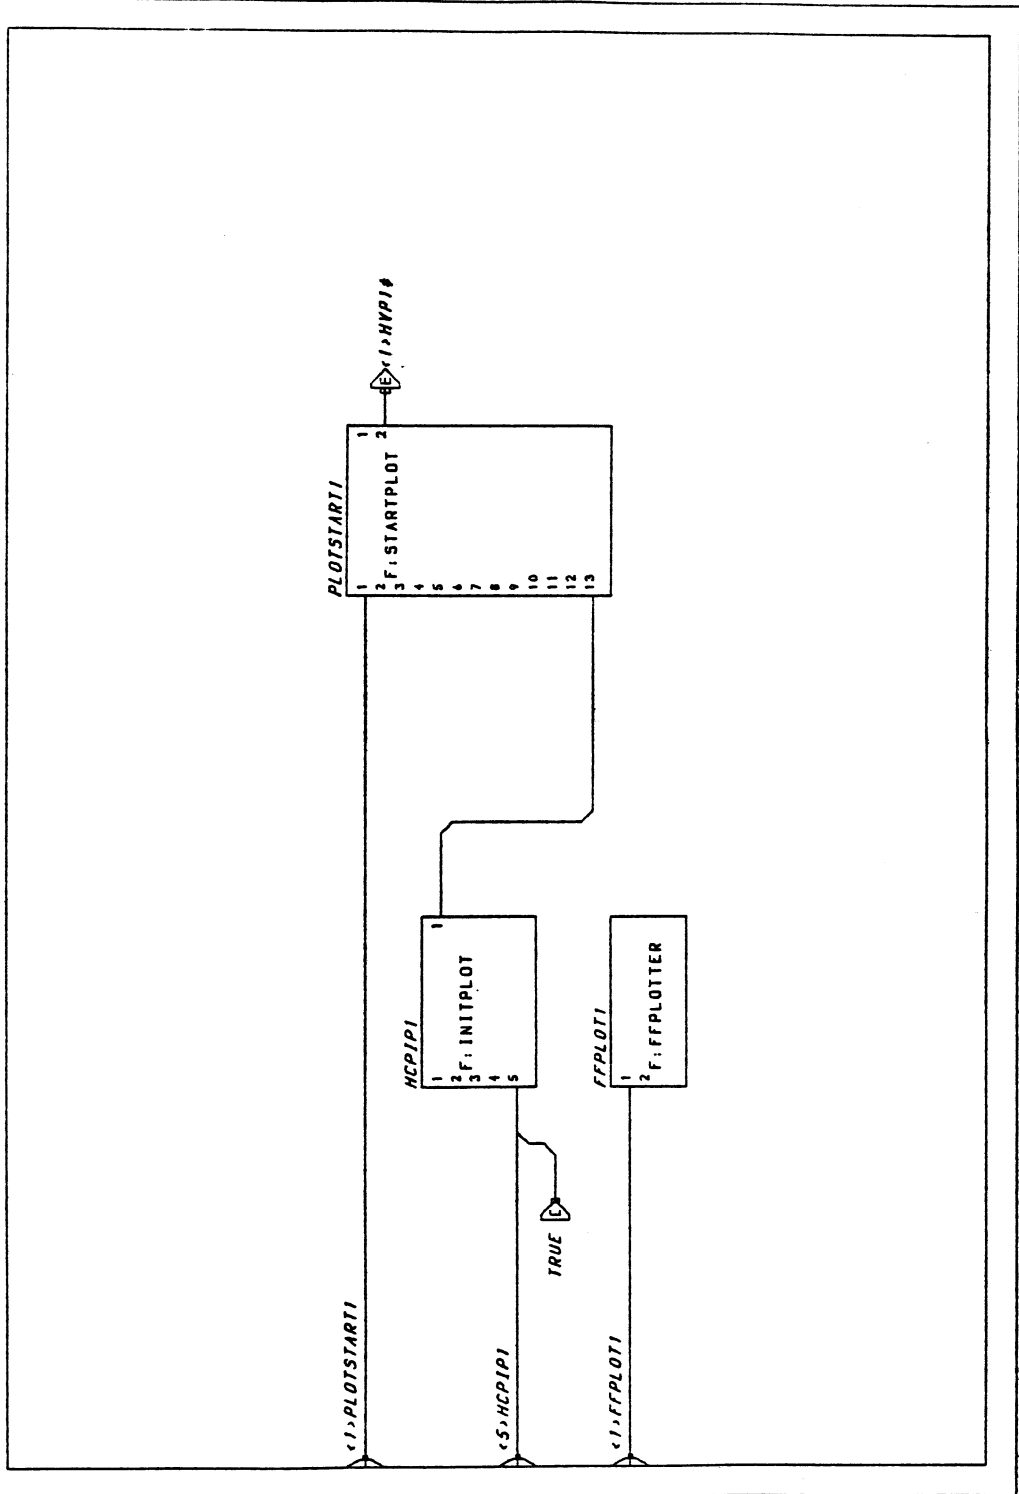 <1>PLOTSTART1
PLOTSTART1
1
2
3
4
5
6
7
8
9
10
11
12
13
F:STARTPLOT
1
2
E
<1>HVP1$
<5>HCPIP1
TRUE
C
HCPIP1
1
2
3
4
5
F:INITPLOT
1
<1>FFPLOT1
FFPLOT1
1
2
F:FFPLOTTER